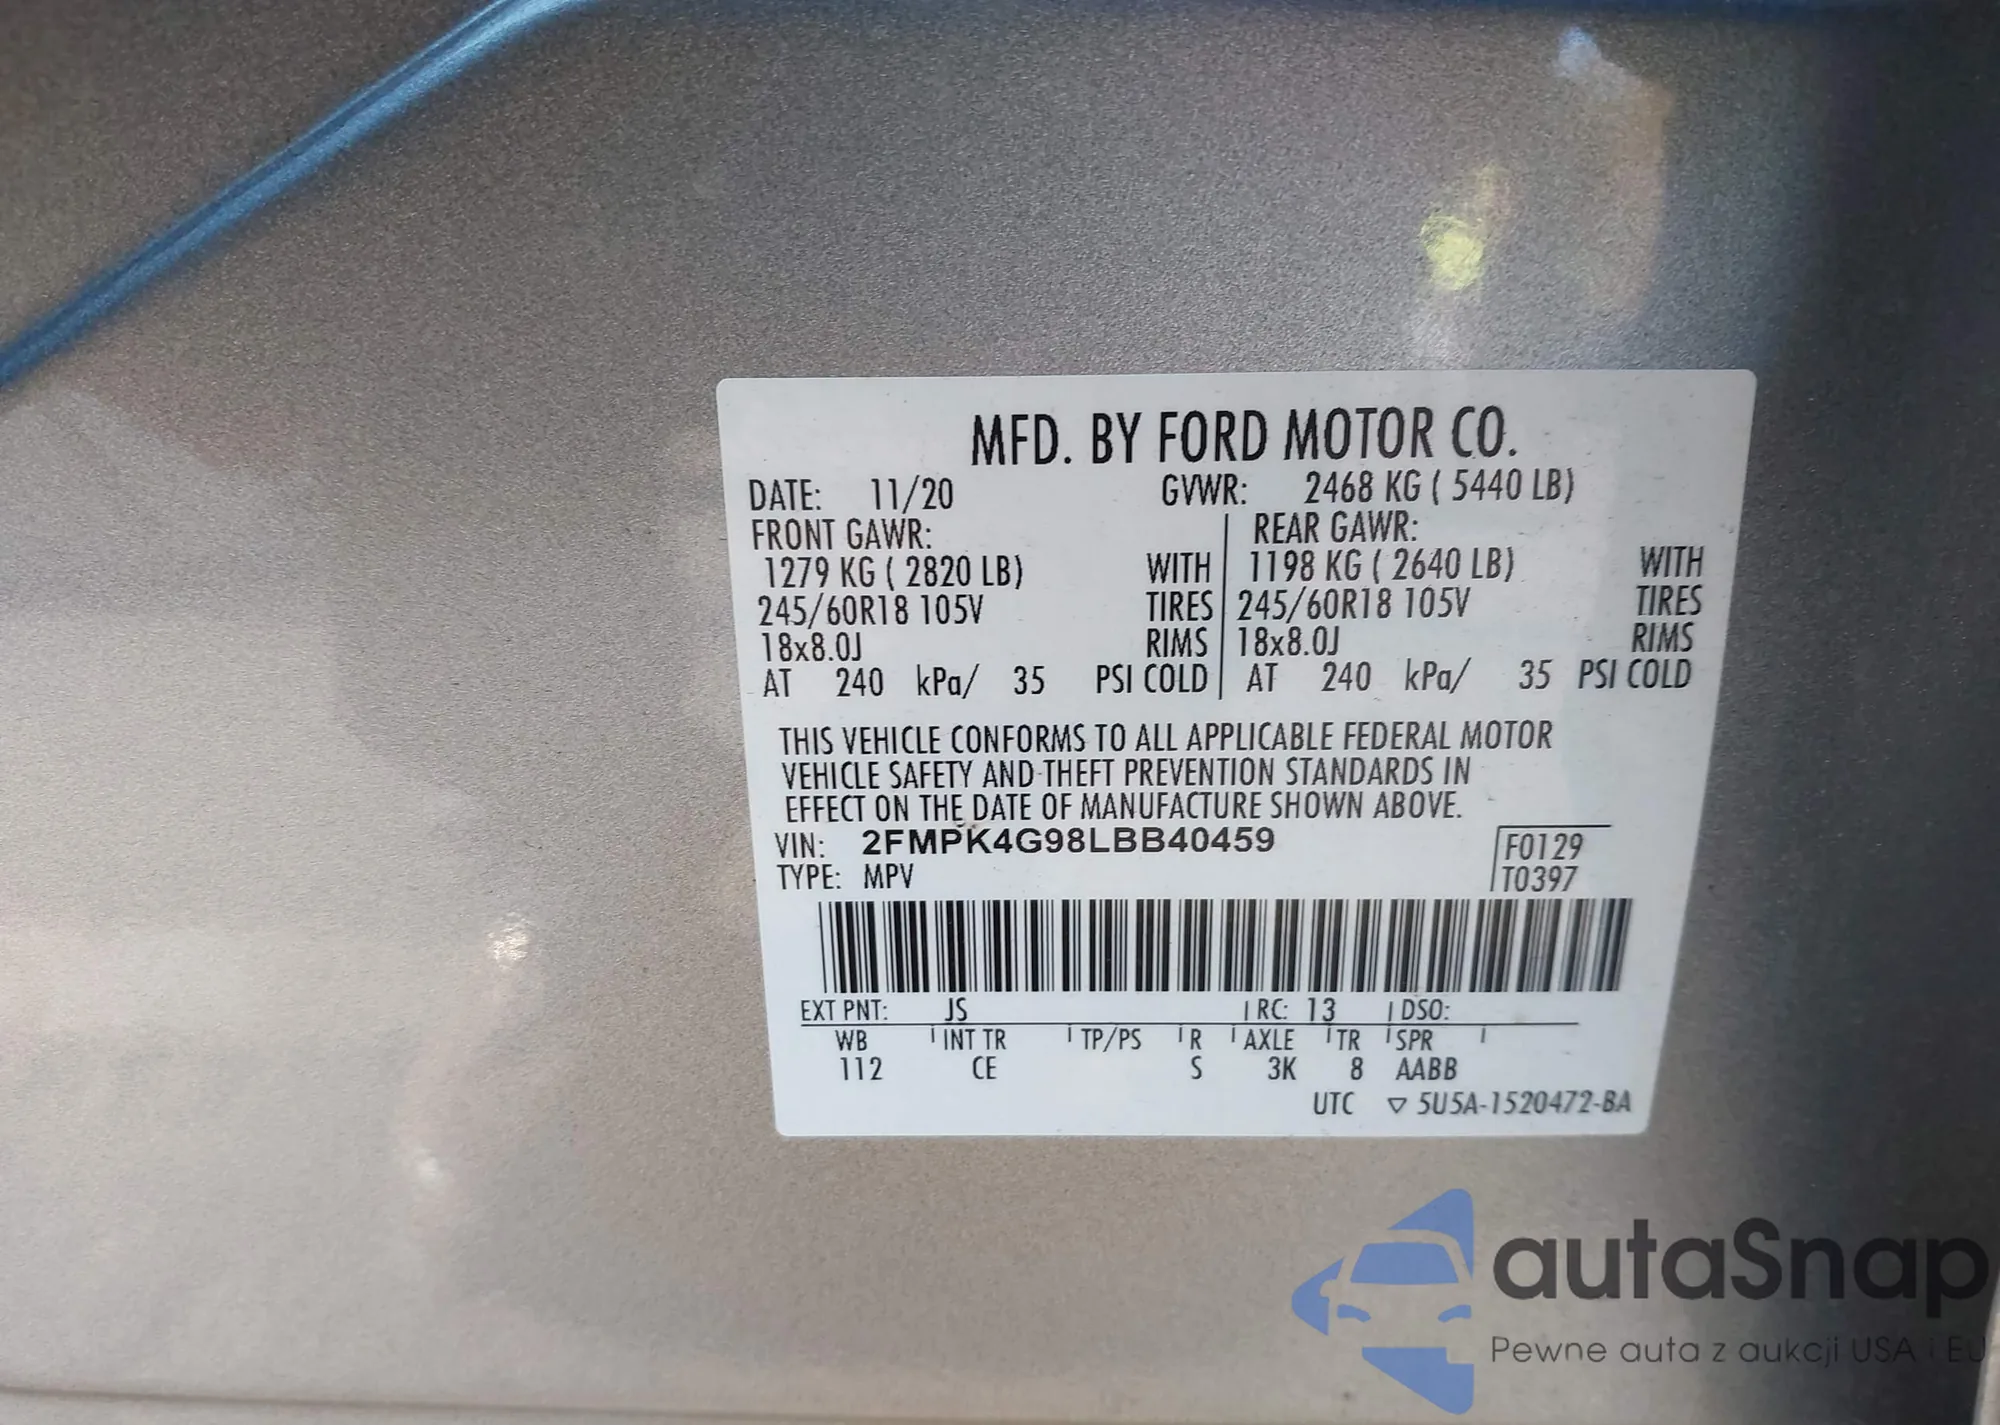 MFD. BY FORD MOTOR CO.
DATE: 11/20 GVWR: 2468 KG ( 5440 LB)
FRONT GAWR: REAR GAWR:
1279 KG ( 2820 LB) WITH 1198 KG ( 2640 LB) WITH
245/60R18 105V TIRES 245/60R18 105V TIRES
18x8.0J RIMS 18x8.0J RIMS
AT 240 kPa/ 35 PSI COLD AT 240 kPa/ 35 PSI COLD
THIS VEHICLE CONFORMS TO ALL APPLICABLE FEDERAL MOTOR
VEHICLE SAFETY AND THEFT PREVENTION STANDARDS IN
EFFECT ON THE DATE OF MANUFACTURE SHOWN ABOVE.
VIN: 2FMPK4G98LBB40459 F0129
TYPE: MPV T0397
EXT PNT: JS RC: 13 DSO:
WB INT TR TP/PS R AXLE TR SPR
112 CE S 3K 8 AABB
UTC ▽ 5U5A-1520472-BA
autaSnap
Pewne auta z aukcji USA i EU